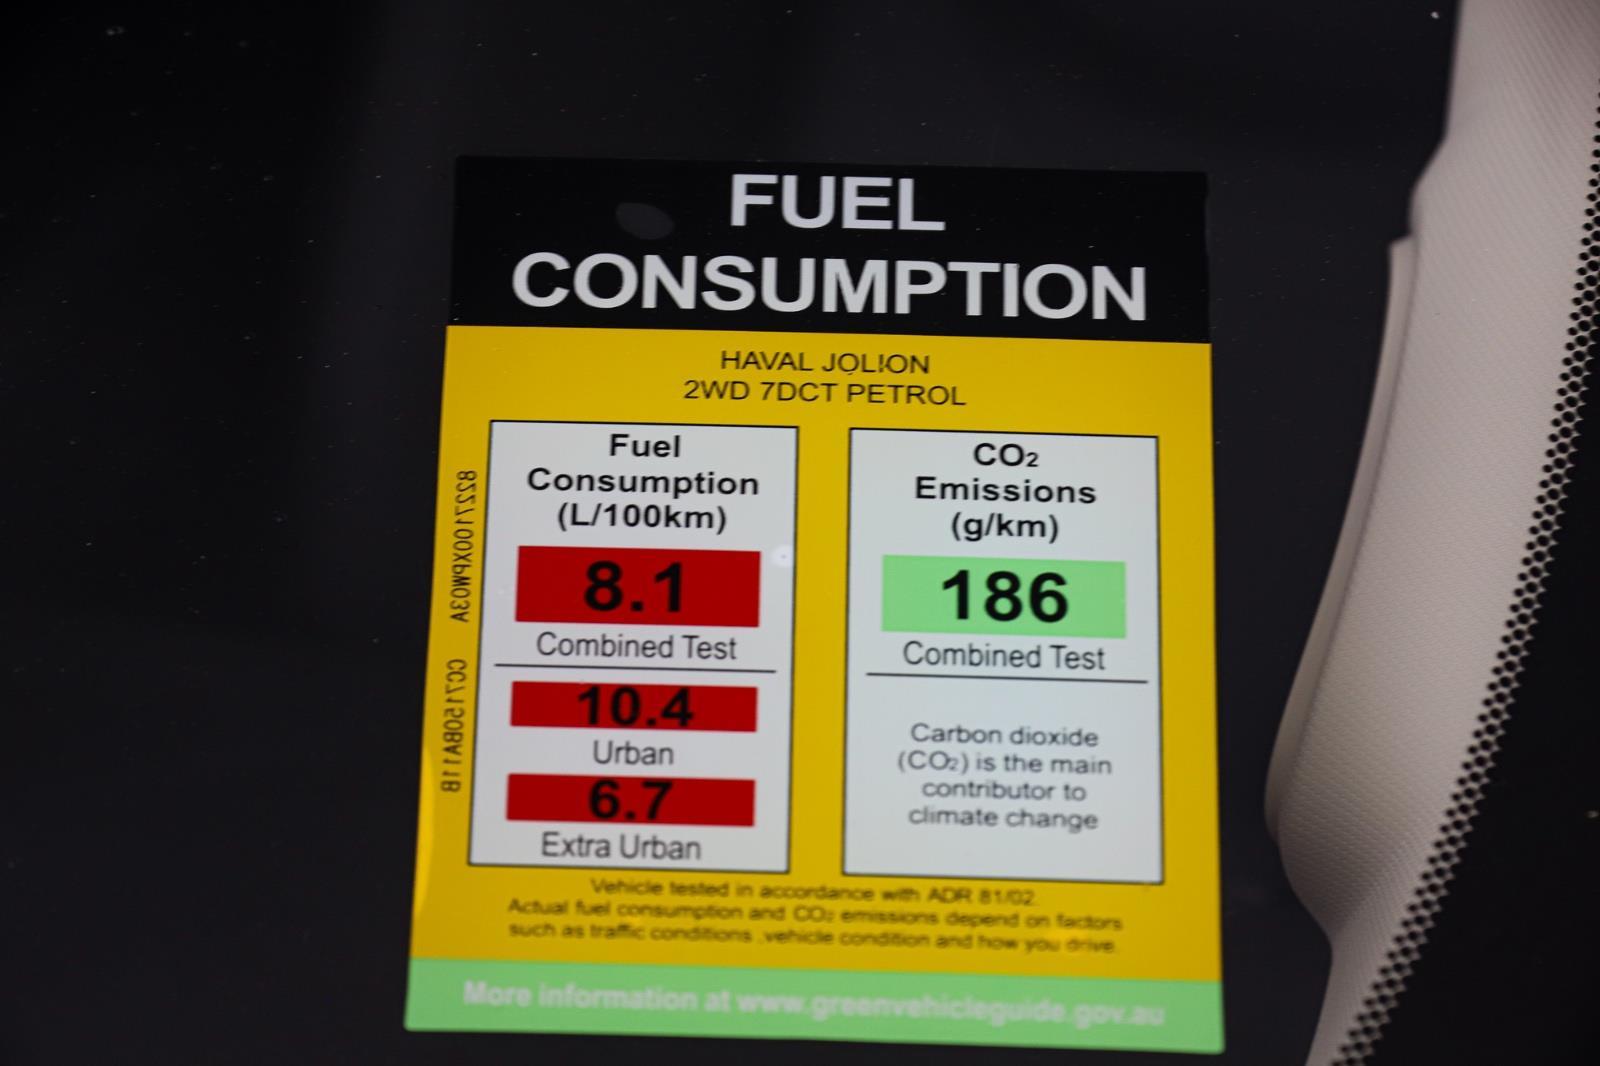 FUEL
CONSUMPTION
HAVAL JOLION
2WD 7DCT PETROL
Fuel
Consumption
(L/100km)
8.1
Combined Test
10.4
Urban
6.7
Extra Urban
CO2
Emissions
(g/km)
186
Combined Test
Carbon dioxide
(CO2) is the main
contributor to
climate change
Vehicle tested in accordance with ADR 81/02.
Actual fuel consumption and CO2 emissions depend on factors
such as traffic conditions ,vehicle condition and how you drive.
More information at www.greenvehicleguide.gov.au
8227100XPW03A CC7150BA11B